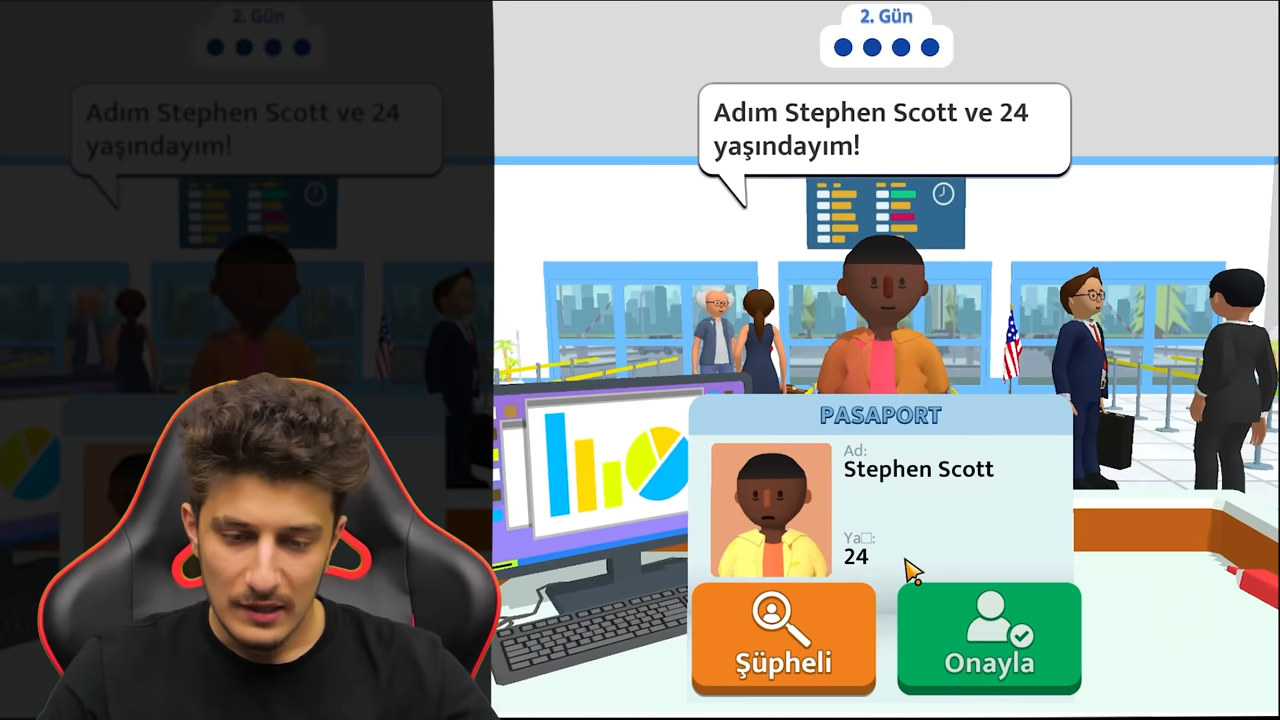 2. Gün
Adım Stephen Scott ve 24
yaşındayım!
2. Gün
Adım Stephen Scott ve 24
yaşındayım!
PASAPORT
Ad:
Stephen Scott
Ya□:
24
Şüpheli
Onayla